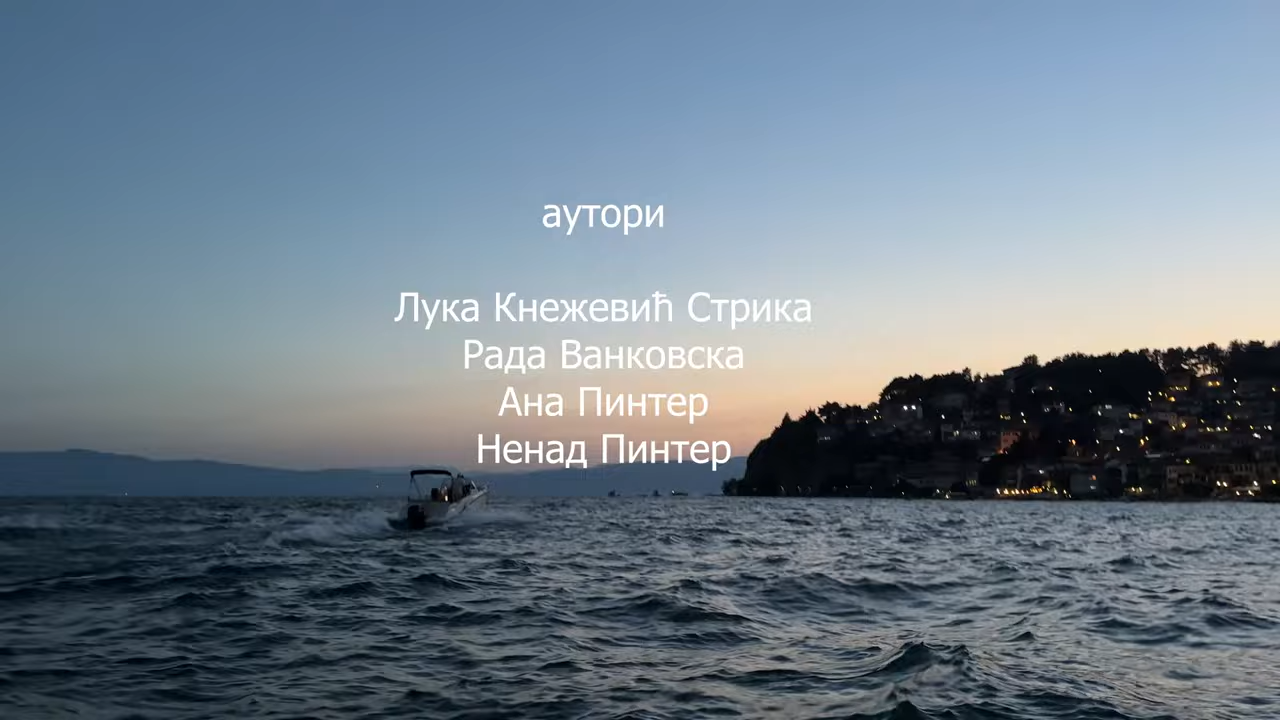 аутори
Лука Кнежевић Стрика
Рада Ванковска
Ана Пинтер
Ненад Пинтер